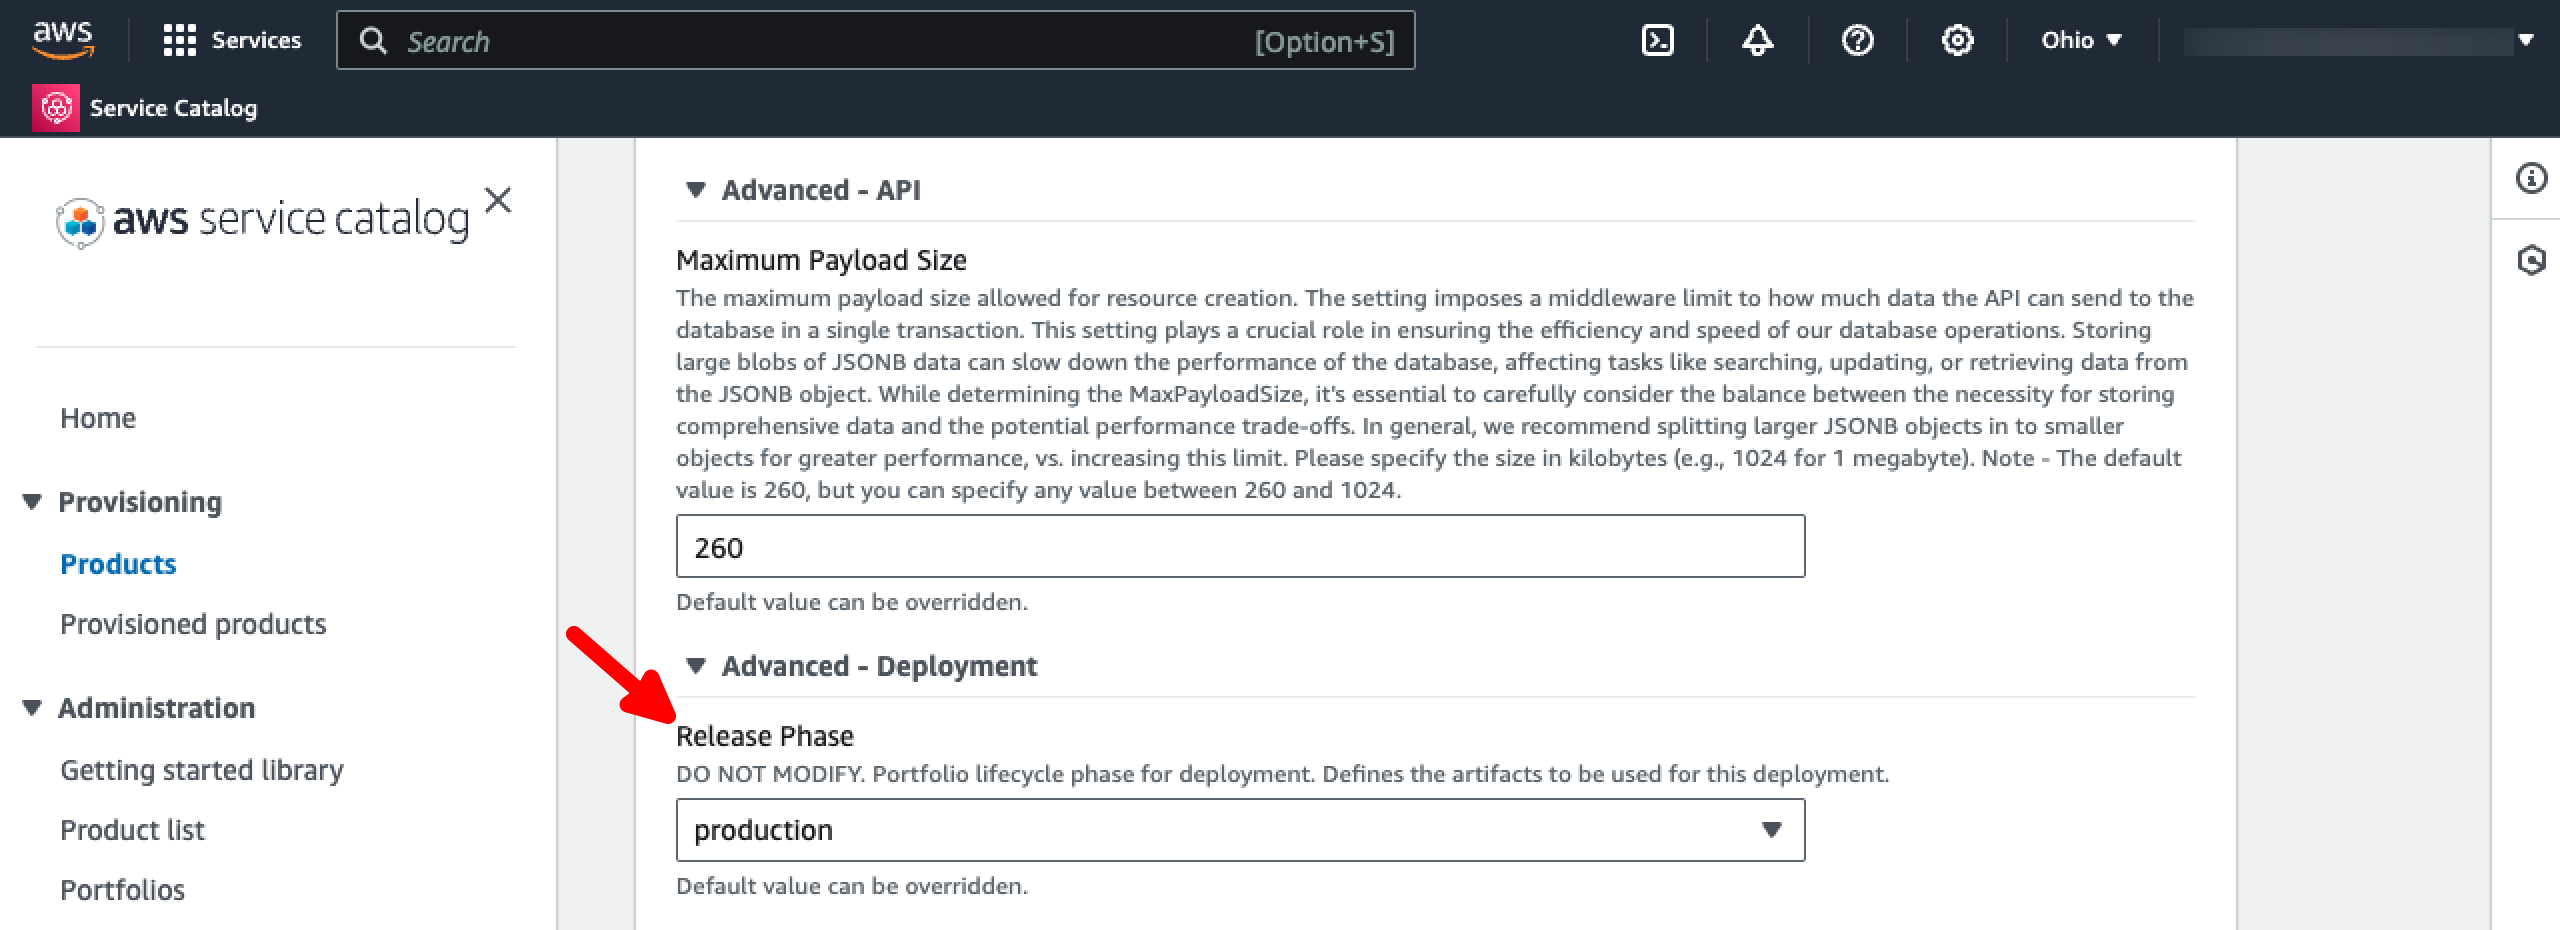 aws
Services
Search
[Option+S]
Ohio
Service Catalog
aws service catalog
Home
Provisioning
Products
Provisioned products
Administration
Getting started library
Product list
Portfolios
Advanced - API
Maximum Payload Size
The maximum payload size allowed for resource creation. The setting imposes a middleware limit to how much data the API can send to the
database in a single transaction. This setting plays a crucial role in ensuring the efficiency and speed of our database operations. Storing
large blobs of JSONB data can slow down the performance of the database, affecting tasks like searching, updating, or retrieving data from
the JSONB object. While determining the MaxPayloadSize, it's essential to carefully consider the balance between the necessity for storing
comprehensive data and the potential performance trade-offs. In general, we recommend splitting larger JSONB objects in to smaller
objects for greater performance, vs. increasing this limit. Please specify the size in kilobytes (e.g., 1024 for 1 megabyte). Note - The default
value is 260, but you can specify any value between 260 and 1024.
260
Default value can be overridden.
Advanced - Deployment
Release Phase
DO NOT MODIFY. Portfolio lifecycle phase for deployment. Defines the artifacts to be used for this deployment.
production
Default value can be overridden.